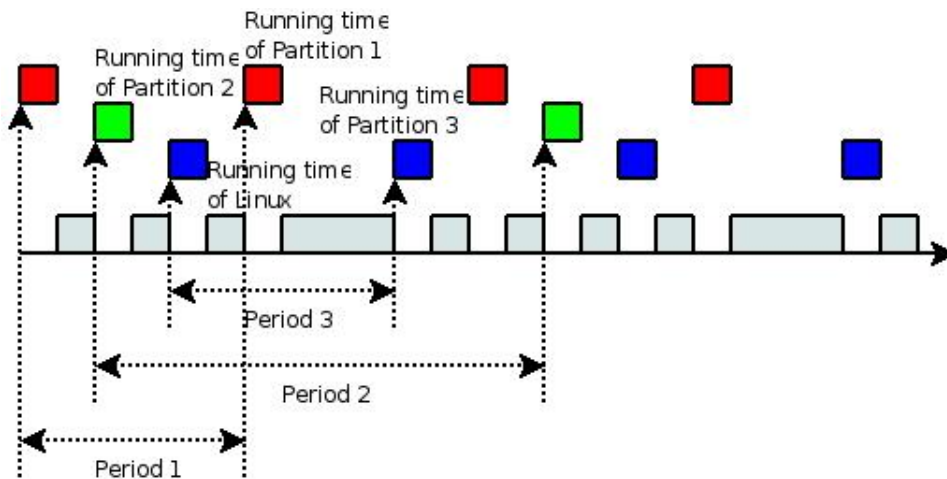 Running time
of Partition 1
Running time
of Partition 2
Running time
of Partition 3
Running time
of Linux
Period 3
Period 2
Period 1